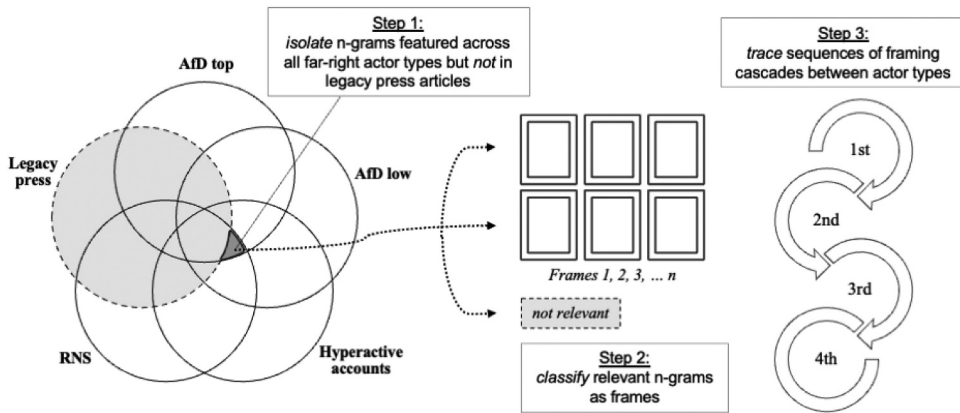 Step 1:
isolate n-grams featured across
all far-right actor types but not in
legacy press articles
AfD top
Legacy
press
AfD low
RNS
Hyperactive
accounts
Frames 1, 2, 3, ... n
not relevant
Step 2:
classify relevant n-grams
as frames
Step 3:
trace sequences of framing
cascades between actor types
1st
2nd
3rd
4th